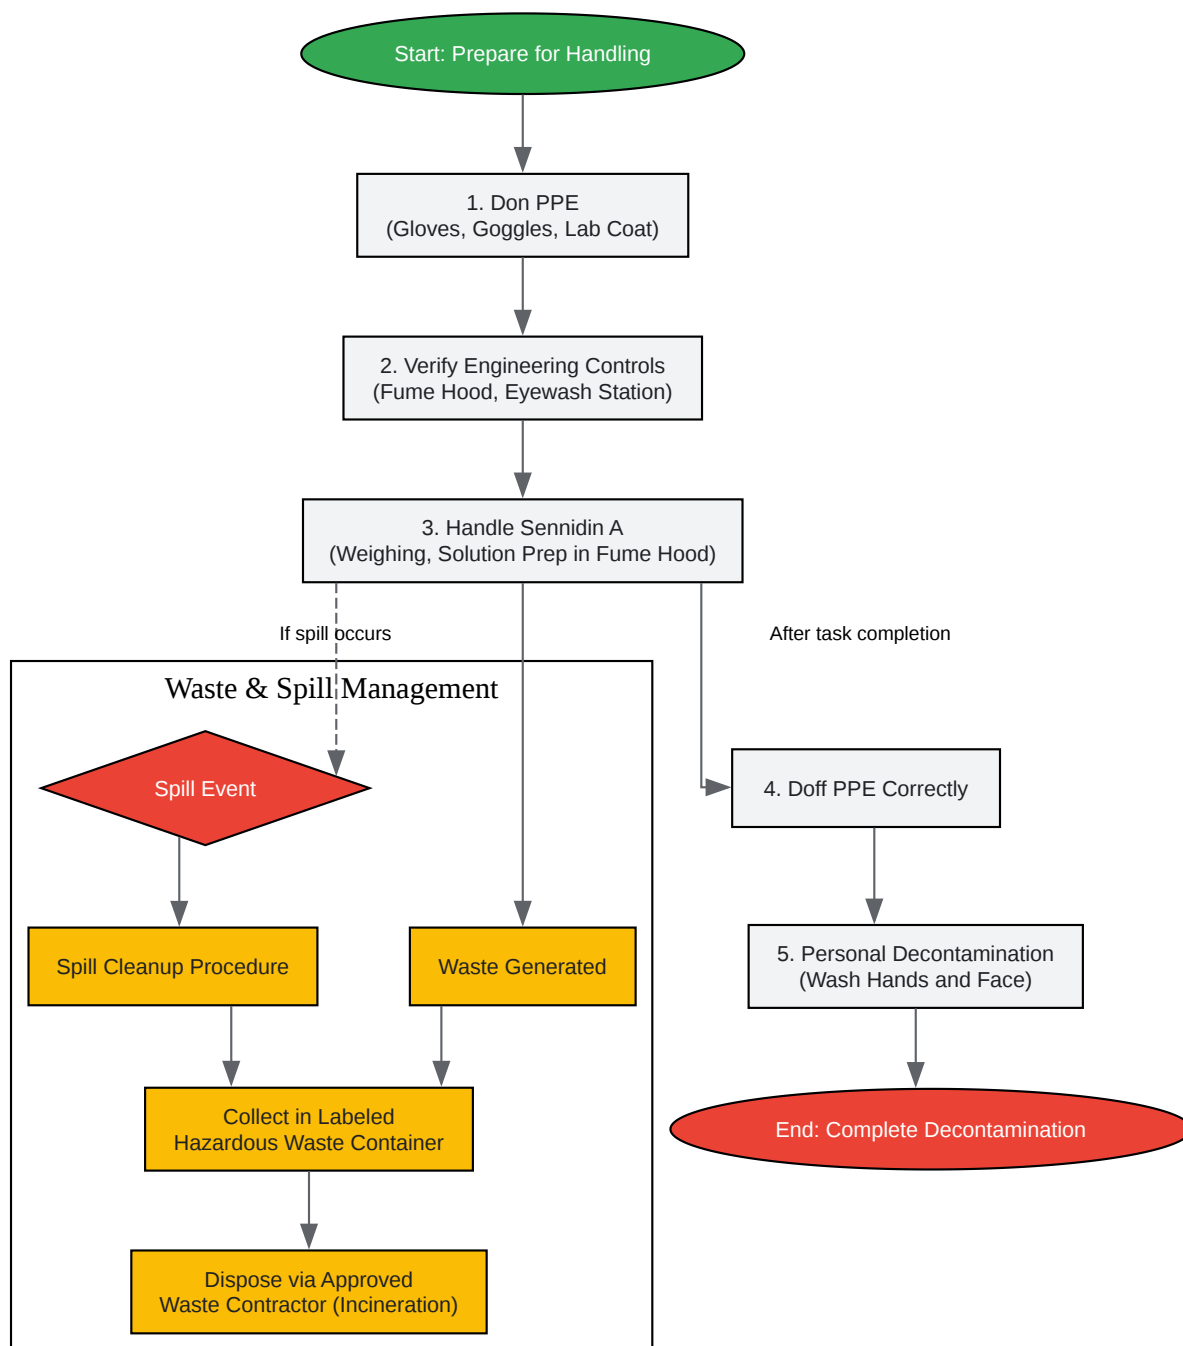 Start: Prepare for Handling
1. Don PPE
(Gloves, Goggles, Lab Coat)
2. Verify Engineering Controls
(Fume Hood, Eyewash Station)
3. Handle Sennidin A
(Weighing, Solution Prep in Fume Hood)
If spill occurs
After task completion
Waste & Spill Management
Spill Event
4. Doff PPE Correctly
Spill Cleanup Procedure
Waste Generated
5. Personal Decontamination
(Wash Hands and Face)
Collect in Labeled
Hazardous Waste Container
End: Complete Decontamination
Dispose via Approved
Waste Contractor (Incineration)